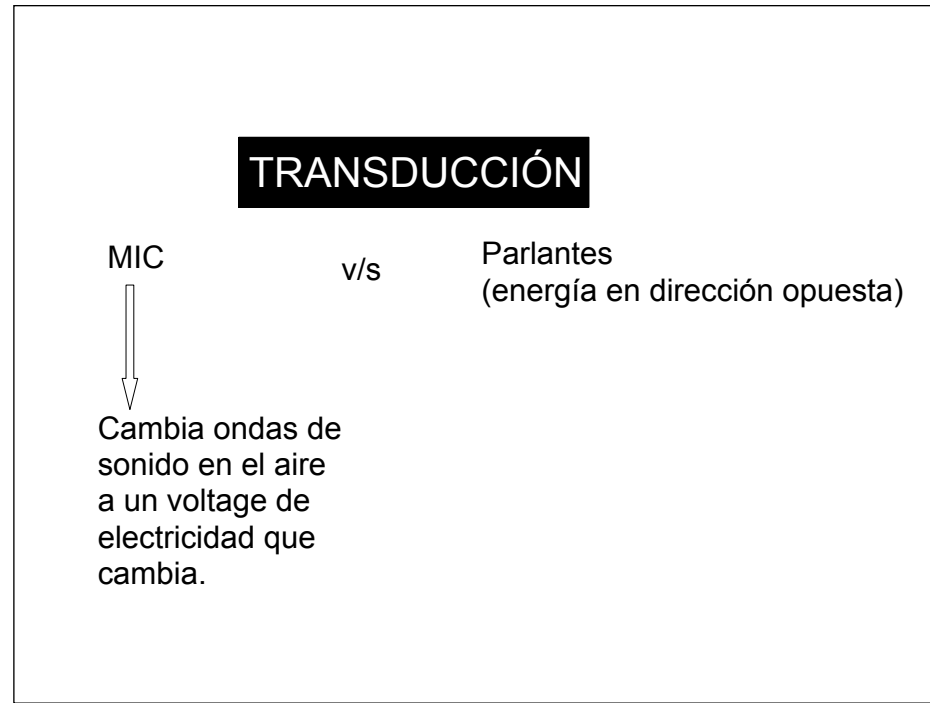 TRANSDUCCIÓN
MIC
v/s
Parlantes
(energía en dirección opuesta)
Cambia ondas de
sonido en el aire
a un voltage de
electricidad que
cambia.